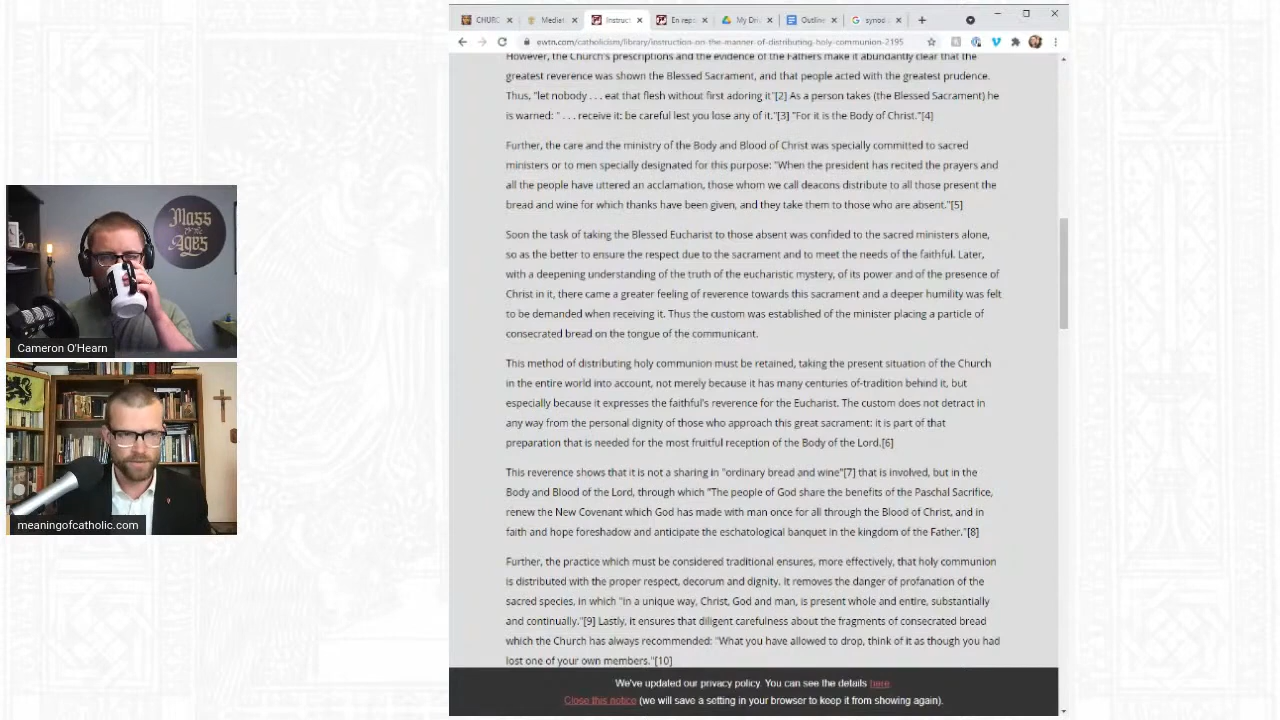 CHURC
Mediat
Instruc
En rep
My Dri
Outline
synod
ewtn.com/catholicism/library/instruction-on-the-manner-of-distributing-holy-communion-2195
However, the Church's prescriptions and the evidence of the Fathers make it abundantly clear that the
greatest reverence was shown the Blessed Sacrament, and that people acted with the greatest prudence.
Thus, "let nobody . . . eat that flesh without first adoring it"[2] As a person takes (the Blessed Sacrament) he
is warned: " . . . receive it: be careful lest you lose any of it."[3] "For it is the Body of Christ."[4]
Further, the care and the ministry of the Body and Blood of Christ was specially committed to sacred
ministers or to men specially designated for this purpose: "When the president has recited the prayers and
all the people have uttered an acclamation, those whom we call deacons distribute to all those present the
bread and wine for which thanks have been given, and they take them to those who are absent."[5]
Soon the task of taking the Blessed Eucharist to those absent was confided to the sacred ministers alone,
so as the better to ensure the respect due to the sacrament and to meet the needs of the faithful. Later,
with a deepening understanding of the truth of the eucharistic mystery, of its power and of the presence of
Christ in it, there came a greater feeling of reverence towards this sacrament and a deeper humility was felt
to be demanded when receiving it. Thus the custom was established of the minister placing a particle of
consecrated bread on the tongue of the communicant.
This method of distributing holy communion must be retained, taking the present situation of the Church
in the entire world into account, not merely because it has many centuries of-tradition behind it, but
especially because it expresses the faithful's reverence for the Eucharist. The custom does not detract in
any way from the personal dignity of those who approach this great sacrament: it is part of that
preparation that is needed for the most fruitful reception of the Body of the Lord.[6]
This reverence shows that it is not a sharing in "ordinary bread and wine"[7] that is involved, but in the
Body and Blood of the Lord, through which "The people of God share the benefits of the Paschal Sacrifice,
renew the New Covenant which God has made with man once for all through the Blood of Christ, and in
faith and hope foreshadow and anticipate the eschatological banquet in the kingdom of the Father."[8]
Further, the practice which must be considered traditional ensures, more effectively, that holy communion
is distributed with the proper respect, decorum and dignity. It removes the danger of profanation of the
sacred species, in which "in a unique way, Christ, God and man, is present whole and entire, substantially
and continually."[9] Lastly, it ensures that diligent carefulness about the fragments of consecrated bread
which the Church has always recommended: "What you have allowed to drop, think of it as though you had
lost one of your own members."[10]
We've updated our privacy policy. You can see the details here.
Close this notice (we will save a setting in your browser to keep it from showing again).
Mass
of the
Ages
Cameron O'Hearn
meaningofcatholic.com